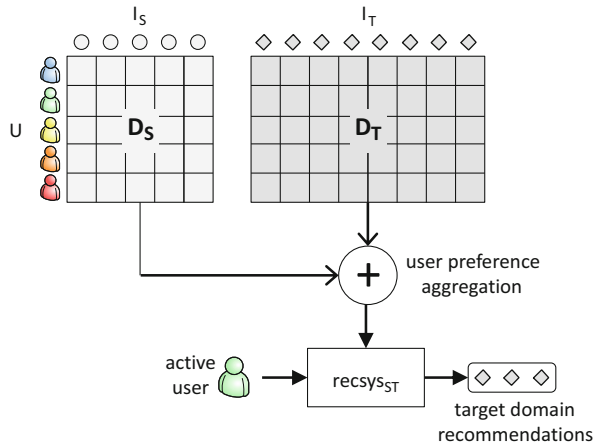 I_S
I_T
U
D_S
D_T
+
user preference
aggregation
active
user
recsys_ST
target domain
recommendations